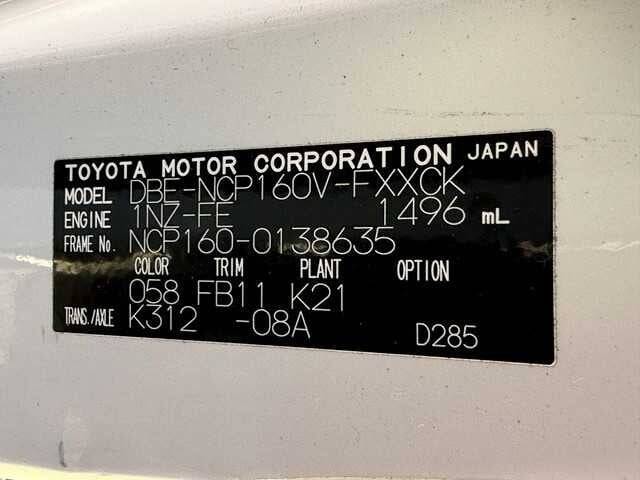 TOYOTA MOTOR CORPORATION JAPAN
MODEL DBE-NCP160V-FXXCK
ENGINE 1NZ-FE 1496 mL
FRAME No. NCP160-0138635
COLOR TRIM PLANT OPTION
058 FB11 K21
TRANS./AXLE K312 -08A D285